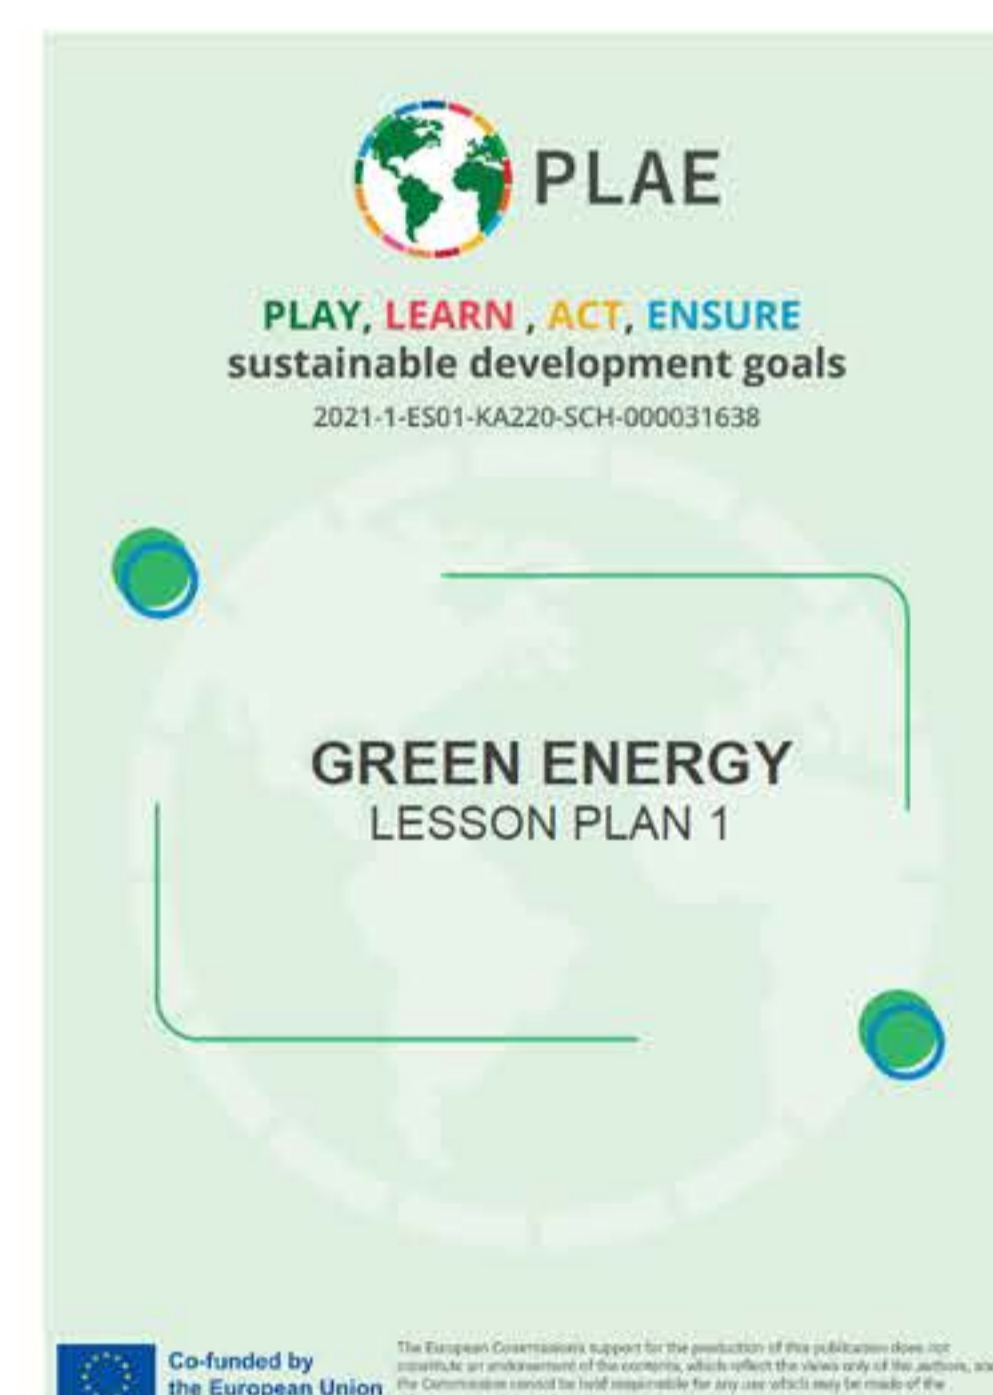 PLAE
PLAY, LEARN , ACT, ENSURE
sustainable development goals
2021-1-ES01-KA220-SCH-000031638
GREEN ENERGY
LESSON PLAN 1
Co-funded by
the European Union
The European Commission's support for the production of this publication does not
constitute an endorsement of the contents, which reflect the views only of the authors, and
the Commission cannot be held responsible for any use which may be made of the